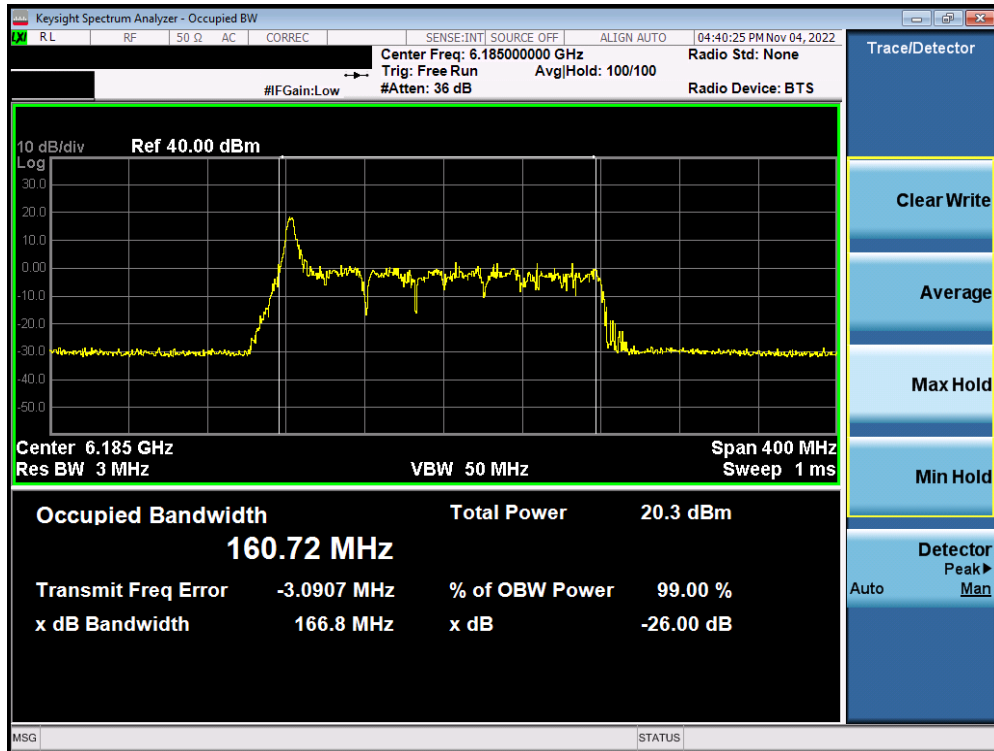 Keysight Spectrum Analyzer - Occupied BW
LXI RL RF 50 Ω AC CORREC SENSE:INT SOURCE OFF ALIGN AUTO 04:40:25 PM Nov 04, 2022
Center Freq: 6.185000000 GHz Radio Std: None
Trig: Free Run Avg|Hold: 100/100
#IFGain:Low #Atten: 36 dB Radio Device: BTS
10 dB/div Ref 40.00 dBm
Log
30.0
20.0
10.0
0.00
-10.0
-20.0
-30.0
-40.0
-50.0
Center 6.185 GHz Span 400 MHz
Res BW 3 MHz VBW 50 MHz Sweep 1 ms
Occupied Bandwidth Total Power 20.3 dBm
160.72 MHz
Transmit Freq Error -3.0907 MHz % of OBW Power 99.00 %
x dB Bandwidth 166.8 MHz x dB -26.00 dB
MSG STATUS
Trace/Detector
Clear Write
Average
Max Hold
Min Hold
Detector
Peak▶
Auto Man